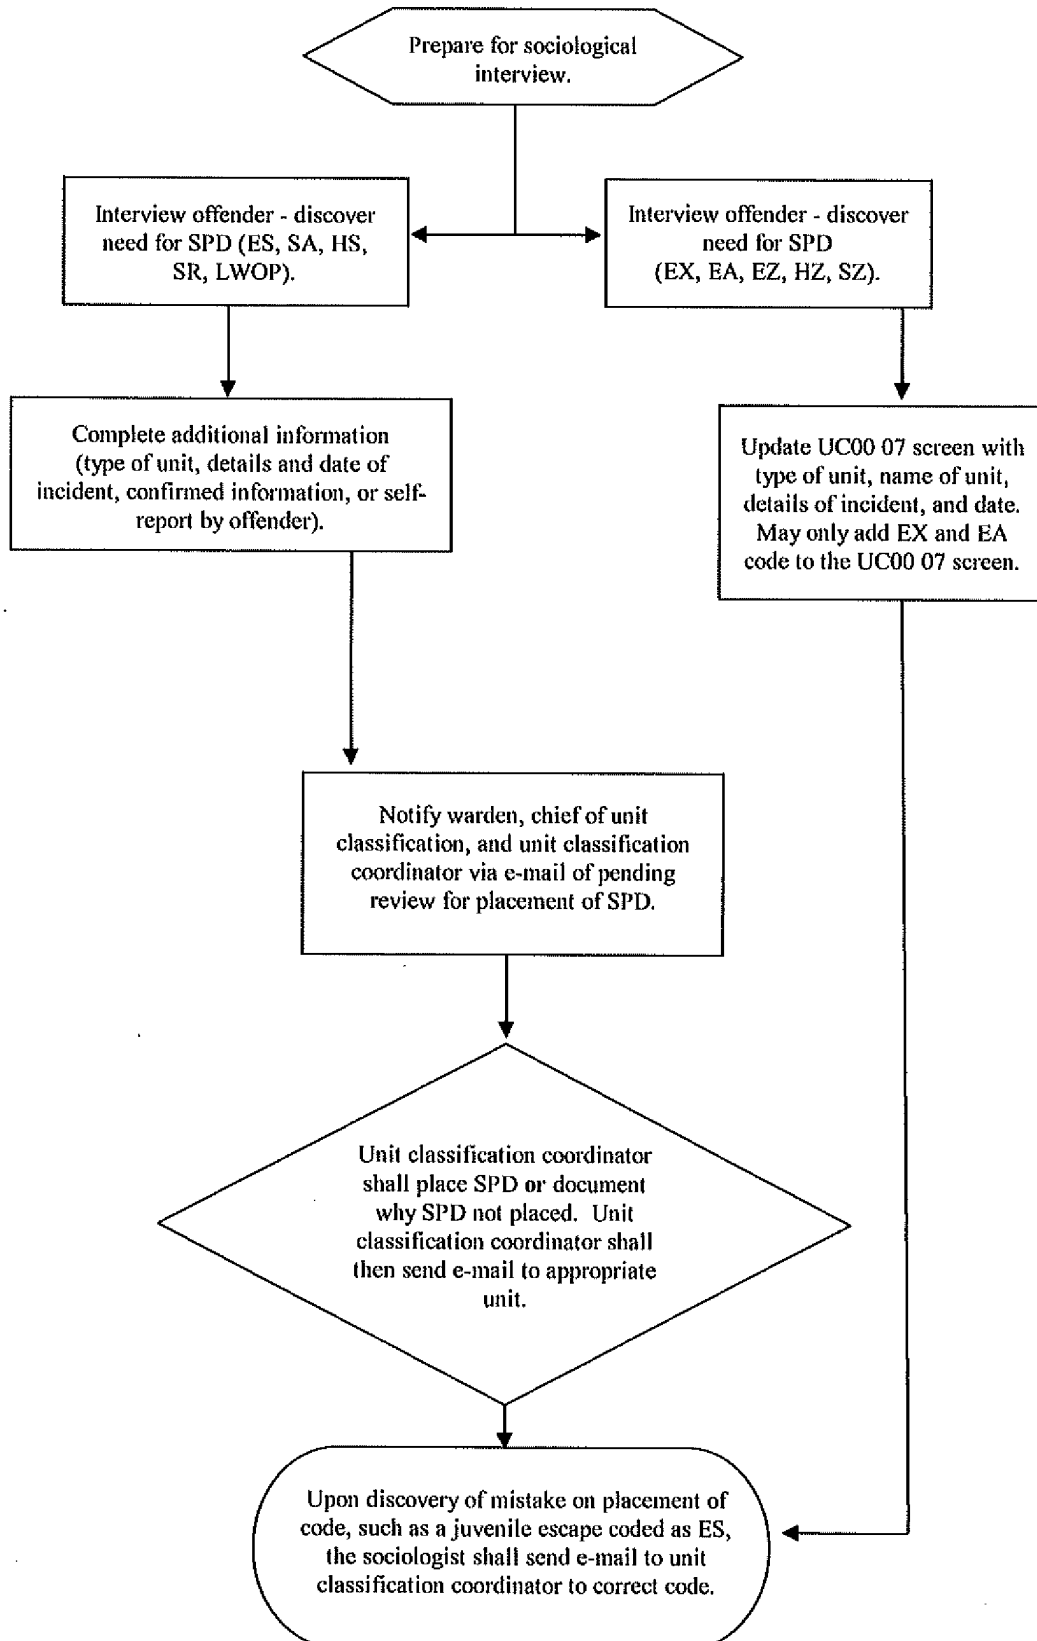 Prepare for sociological
interview.
Interview offender - discover
need for SPD (ES, SA, HS,
SR, LWOP).
Interview offender - discover
need for SPD
(EX, EA, EZ, HZ, SZ).
Complete additional information
(type of unit, details and date of
incident, confirmed information, or self-
report by offender).
Update UC00 07 screen with
type of unit, name of unit,
details of incident, and date.
May only add EX and EA
code to the UC00 07 screen.
Notify warden, chief of unit
classification, and unit classification
coordinator via e-mail of pending
review for placement of SPD.
Unit classification coordinator
shall place SPD or document
why SPD not placed. Unit
classification coordinator shall
then send e-mail to appropriate
unit.
Upon discovery of mistake on placement of
code, such as a juvenile escape coded as ES,
the sociologist shall send e-mail to unit
classification coordinator to correct code.